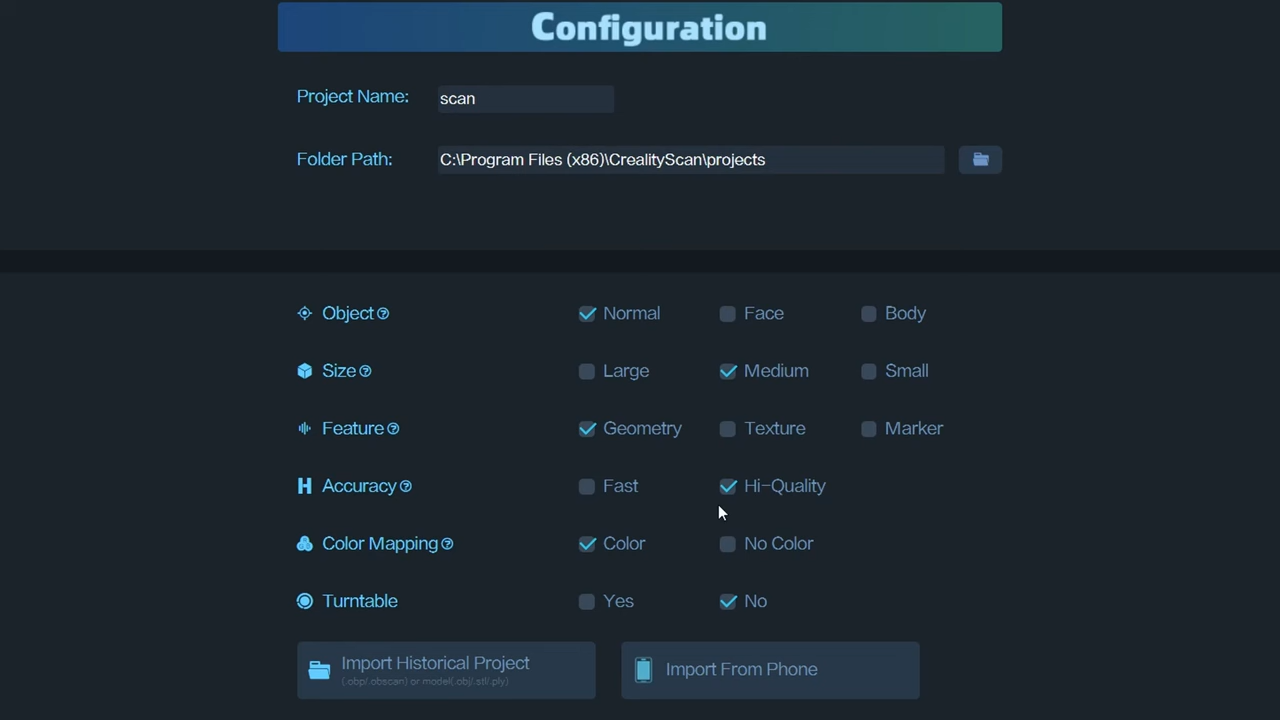 Configuration
Project Name: scan
Folder Path: C:\Program Files (x86)\CrealityScan\projects
Object Normal Face Body
Size Large Medium Small
Feature Geometry Texture Marker
Accuracy Fast Hi-Quality
Color Mapping Color No Color
Turntable Yes No
Import Historical Project
(.obp/.obscan) or model(.obj/.stl/.ply)
Import From Phone